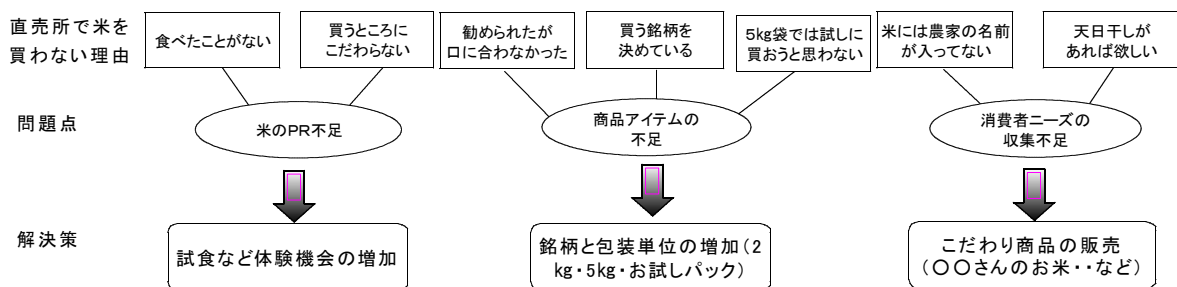 直売所で米を
買わない理由
食べたことがない
買うところに
こだわらない
勧められたが
口に合わなかった
買う銘柄を
決めている
5kg袋では試しに
買おうと思わない
米には農家の名前
が入ってない
天日干しが
あれば欲しい
問題点
米のPR不足
商品アイテムの
不足
消費者ニーズの
収集不足
解決策
試食など体験機会の増加
銘柄と包装単位の増加(2
kg・5kg・お試しパック)
こだわり商品の販売
(〇〇さんのお米・・など)